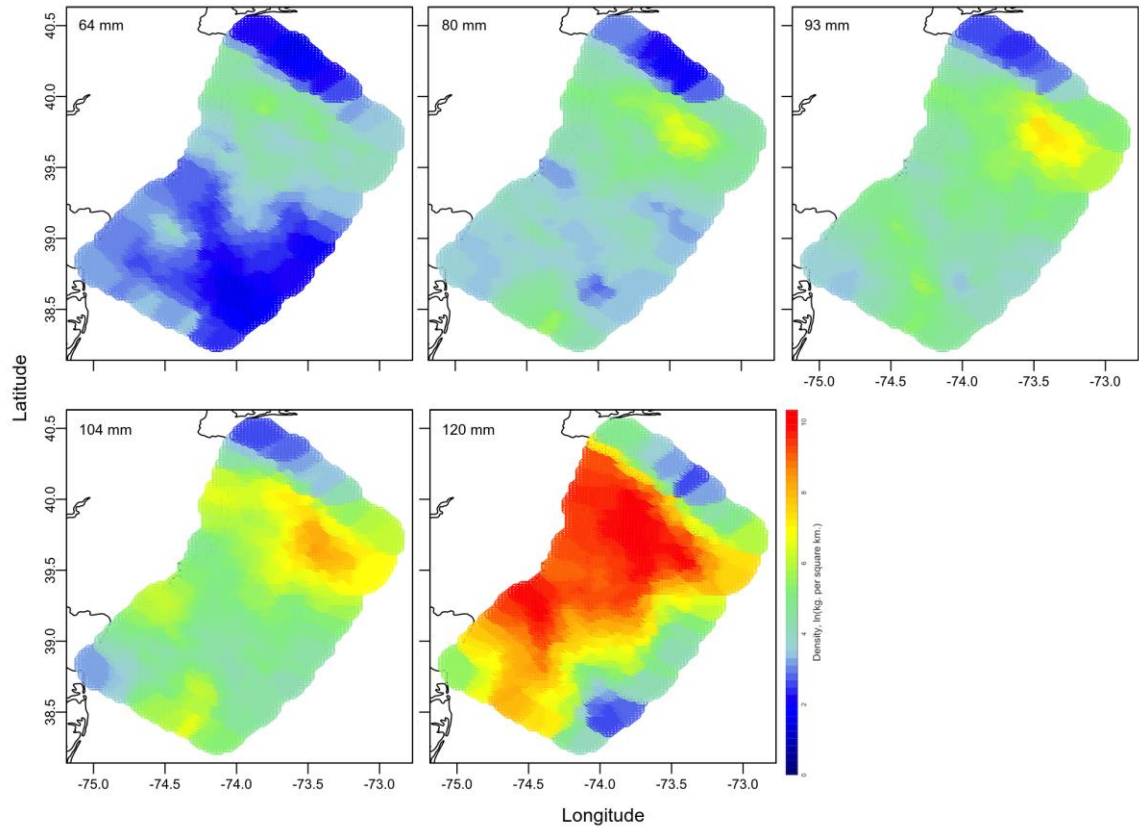 64 mm
80 mm
93 mm
40.5
40.0
39.5
39.0
38.5
-75.0 -74.5 -74.0 -73.5 -73.0
Latitude
104 mm
120 mm
40.5
40.0
39.5
39.0
38.5
-75.0 -74.5 -74.0 -73.5 -73.0
-75.0 -74.5 -74.0 -73.5 -73.0
0 2 4 6 8 10
Density, ln(kg. per square km.)
Longitude